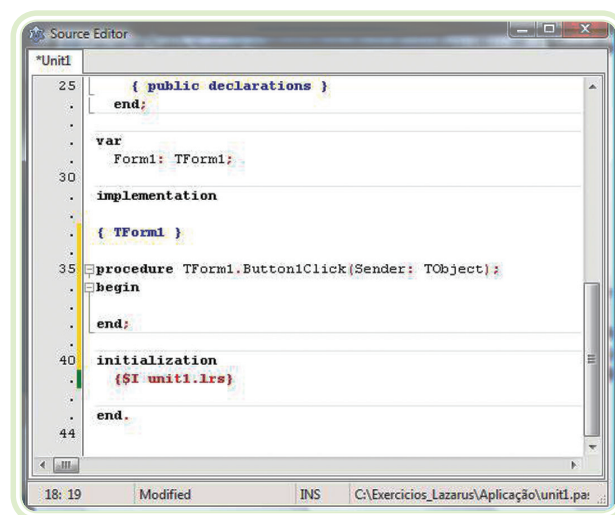 Source Editor
*Unit1
25 { public declarations }
. end;
.
. var
. Form1: TForm1;
30
. implementation
.
. { TForm1 }
.
35 procedure TForm1.Button1Click(Sender: TObject);
. begin
.
. end;
.
40 initialization
. {$I unit1.lrs}
.
. end.
44
18: 19 Modified INS C:\Exercicios_Lazarus\Aplicação\unit1.pas